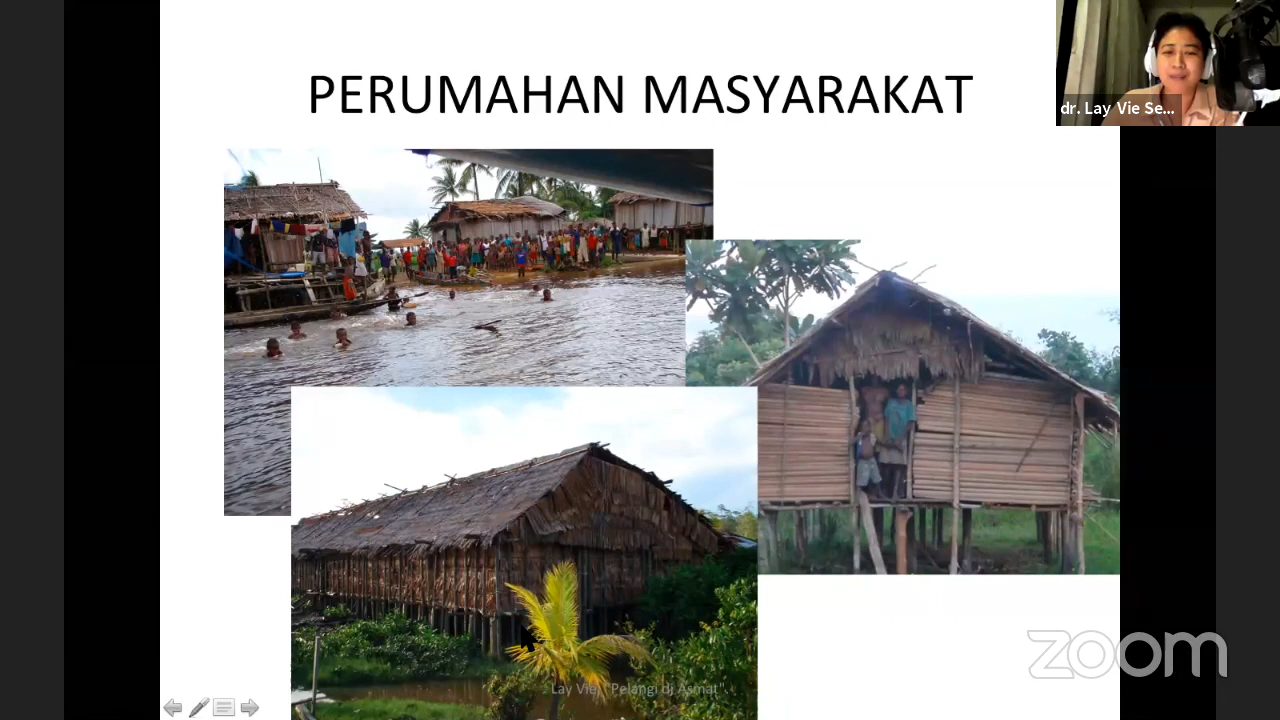 PERUMAHAN MASYARAKAT
dr. Lay Vie Se...
Lay Vie, "Pelangi di Asmat".
zoom